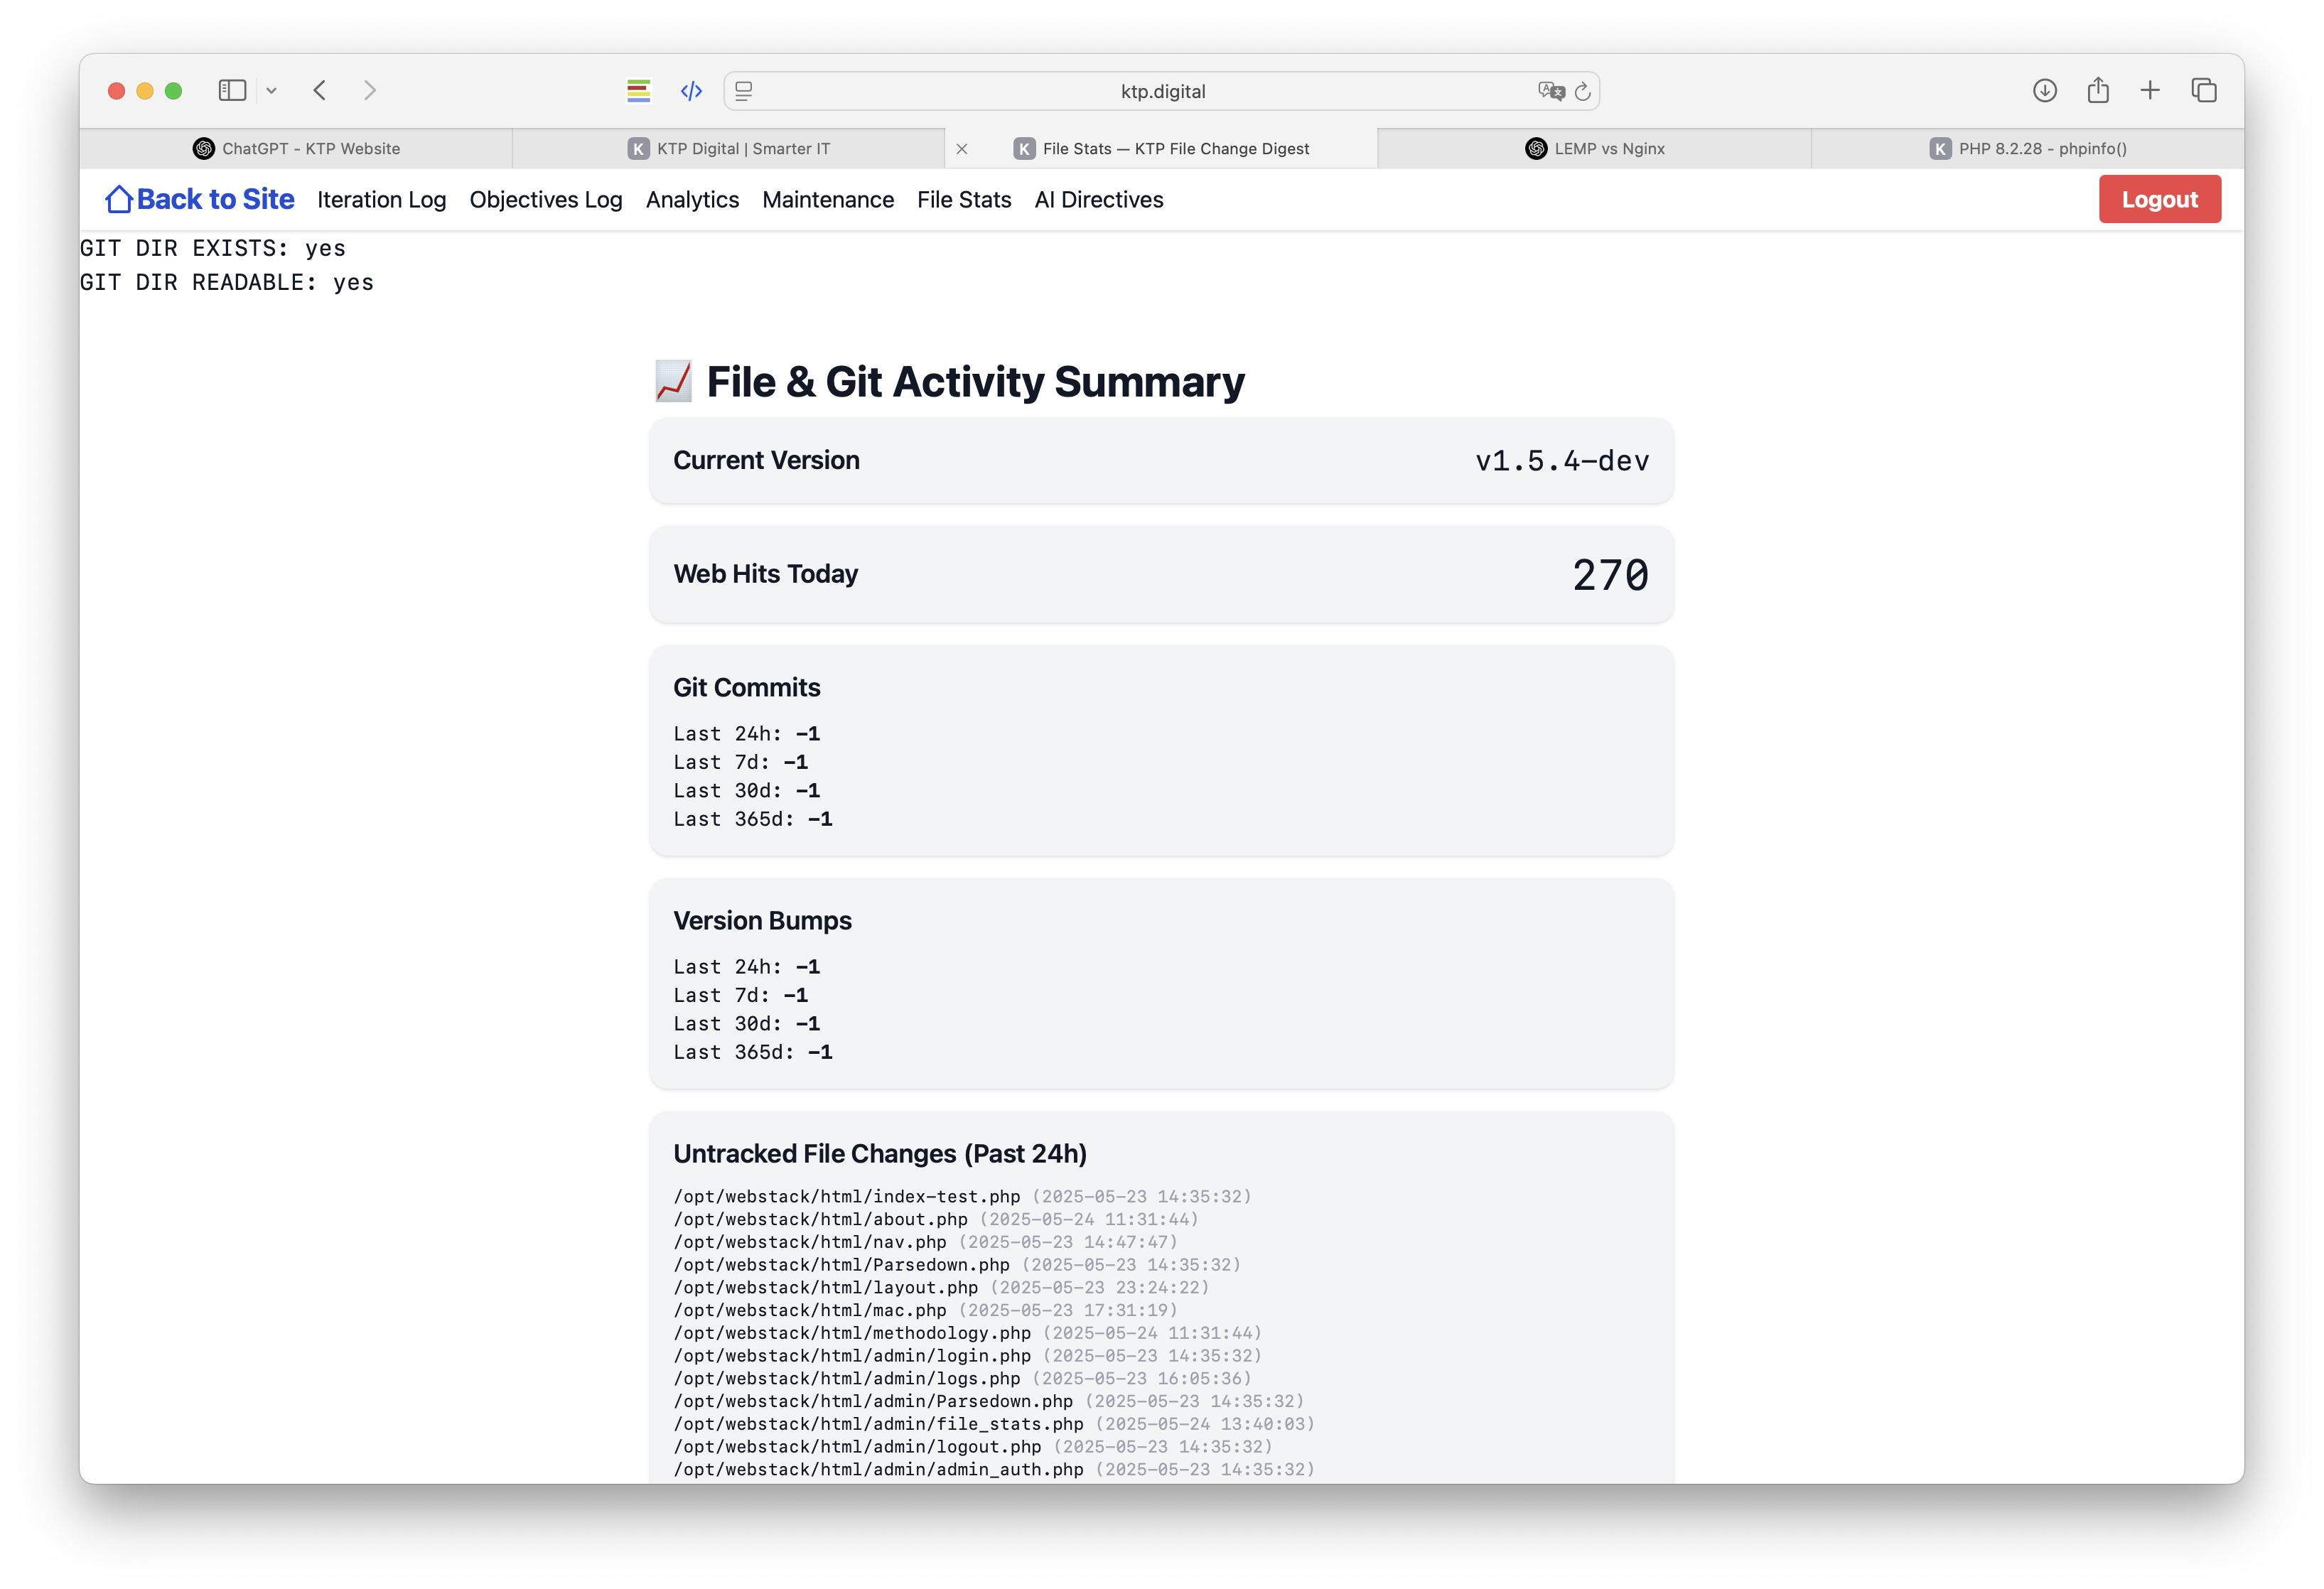 ktp.digital
ChatGPT - KTP Website
K KTP Digital | Smarter IT
K File Stats — KTP File Change Digest
LEMP vs Nginx
K PHP 8.2.28 - phpinfo()
Back to Site Iteration Log Objectives Log Analytics Maintenance File Stats AI Directives Logout
GIT DIR EXISTS: yes
GIT DIR READABLE: yes
File & Git Activity Summary
Current Version v1.5.4-dev
Web Hits Today 270
Git Commits
Last 24h: -1
Last 7d: -1
Last 30d: -1
Last 365d: -1
Version Bumps
Last 24h: -1
Last 7d: -1
Last 30d: -1
Last 365d: -1
Untracked File Changes (Past 24h)
/opt/webstack/html/index-test.php (2025-05-23 14:35:32)
/opt/webstack/html/about.php (2025-05-24 11:31:44)
/opt/webstack/html/nav.php (2025-05-23 14:47:47)
/opt/webstack/html/Parsedown.php (2025-05-23 14:35:32)
/opt/webstack/html/layout.php (2025-05-23 23:24:22)
/opt/webstack/html/mac.php (2025-05-23 17:31:19)
/opt/webstack/html/methodology.php (2025-05-24 11:31:44)
/opt/webstack/html/admin/login.php (2025-05-23 14:35:32)
/opt/webstack/html/admin/logs.php (2025-05-23 16:05:36)
/opt/webstack/html/admin/Parsedown.php (2025-05-23 14:35:32)
/opt/webstack/html/admin/file_stats.php (2025-05-24 13:40:03)
/opt/webstack/html/admin/logout.php (2025-05-23 14:35:32)
/opt/webstack/html/admin/admin_auth.php (2025-05-23 14:35:32)